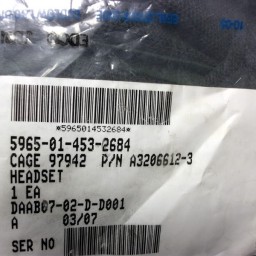 *5965014532684*
5965-01-453-2684
CAGE 97942 P/N A3206612-3
HEADSET
1 EA
DAAB07-02-D-D001
A 03/07
SER NO